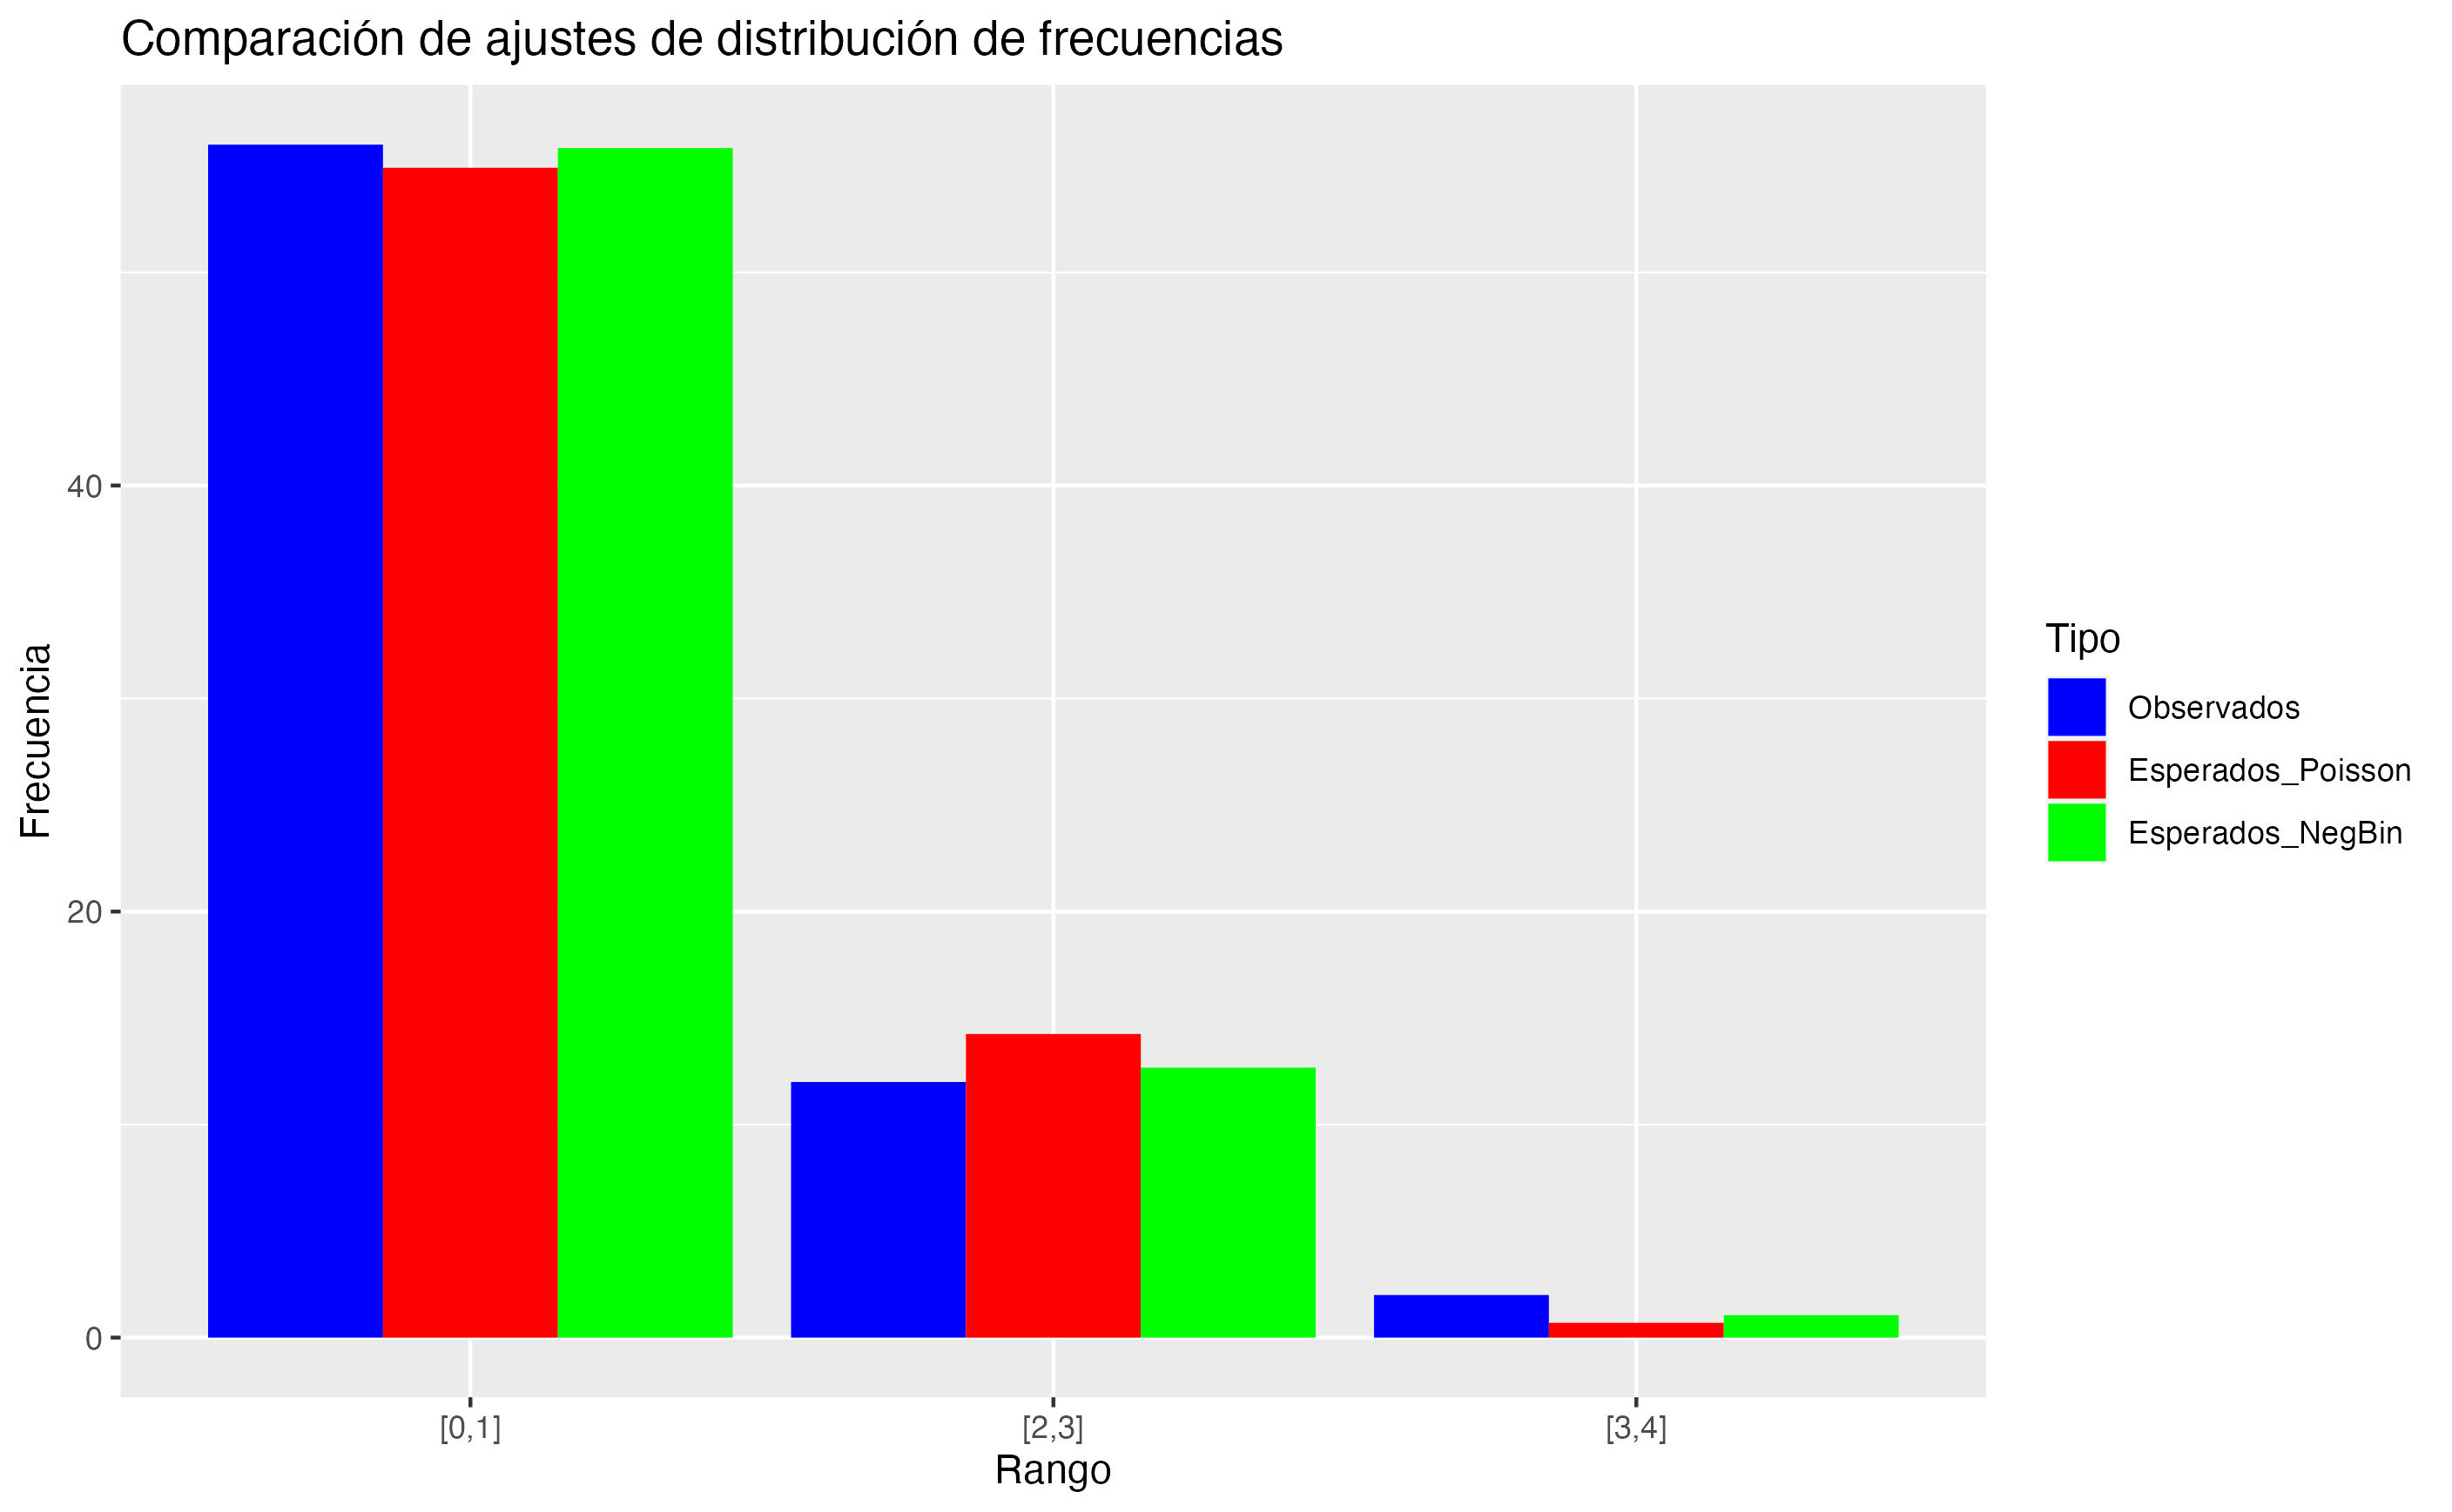 Comparación de ajustes de distribución de frecuencias
Frecuencia
40
20
0
[0,1]
[2,3]
[3,4]
Rango
Tipo
Observados
Esperados_Poisson
Esperados_NegBin